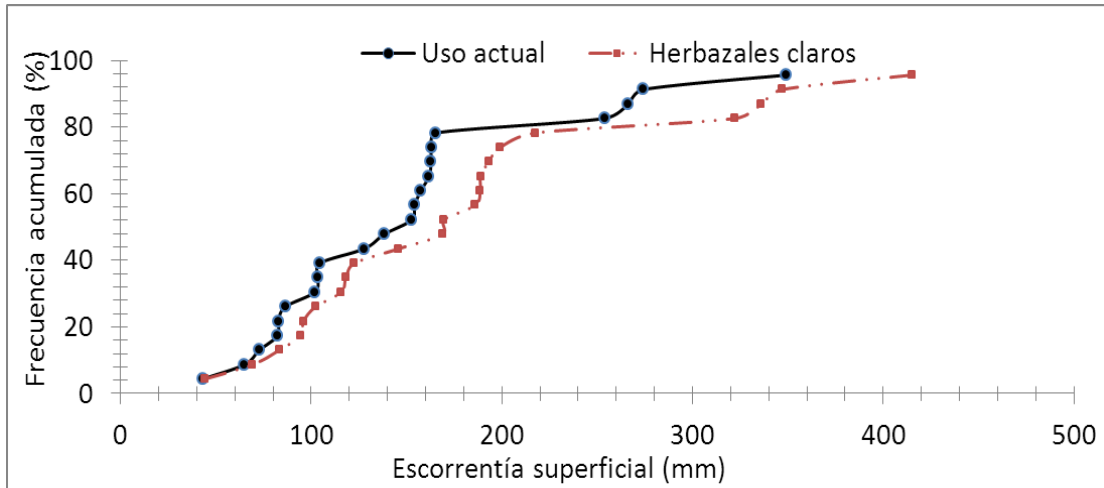 Uso actual
Herbazales claros
Frecuencia acumulada (%)
100
80
60
40
20
0
0 100 200 300 400 500
Escorrentía superficial (mm)